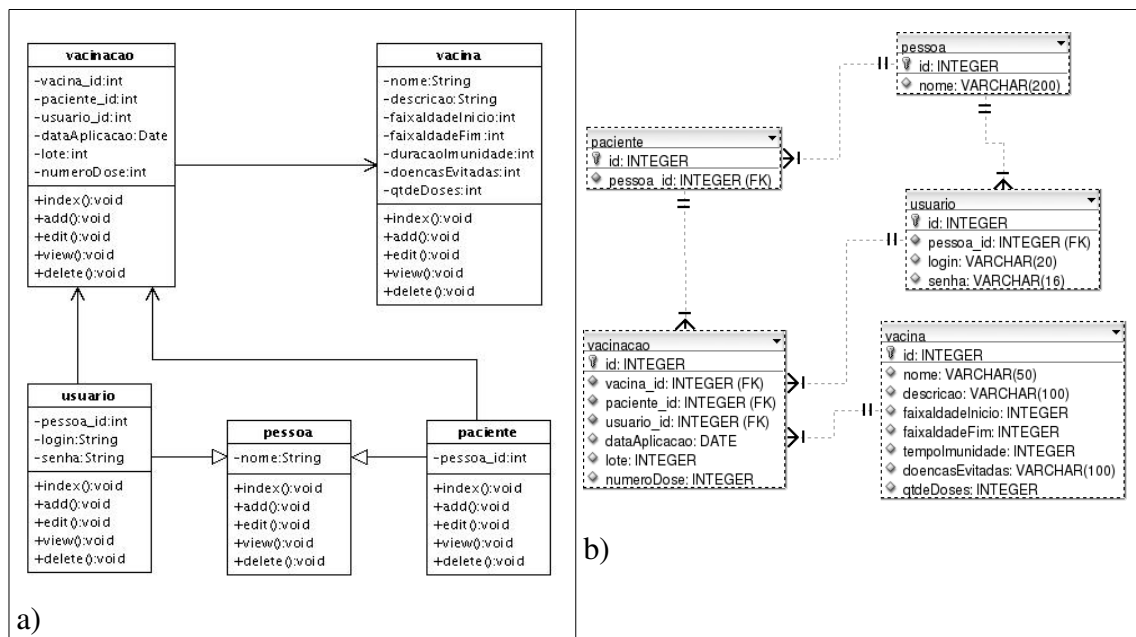 vacinacao
-vacina_id:int
-paciente_id:int
-usuario_id:int
-dataAplicacao:Date
-lote:int
-numeroDose:int
+index():void
+add():void
+edit():void
+view():void
+delete():void
vacina
-nome:String
-descricao:String
-faixaIdadeInicio:int
-faixaIdadeFim:int
-duracaoImunidade:int
-doencasEvitadas:int
-qtdeDoses:int
+index():void
+add():void
+edit():void
+view():void
+delete():void
usuario
-pessoa_id:int
-login:String
-senha:String
+index():void
+add():void
+edit():void
+view():void
+delete():void
pessoa
-nome:String
+index():void
+add():void
+edit():void
+view():void
+delete():void
paciente
-pessoa_id:int
+index():void
+add():void
+edit():void
+view():void
+delete():void
a)
pessoa
id: INTEGER
nome: VARCHAR(200)
paciente
id: INTEGER
pessoa_id: INTEGER (FK)
usuario
id: INTEGER
pessoa_id: INTEGER (FK)
login: VARCHAR(20)
senha: VARCHAR(16)
vacinacao
id: INTEGER
vacina_id: INTEGER (FK)
paciente_id: INTEGER (FK)
usuario_id: INTEGER (FK)
dataAplicacao: DATE
lote: INTEGER
numeroDose: INTEGER
vacina
id: INTEGER
nome: VARCHAR(50)
descricao: VARCHAR(100)
faixaIdadeInicio: INTEGER
faixaIdadeFim: INTEGER
tempoImunidade: INTEGER
doencasEvitadas: VARCHAR(100)
qtdeDoses: INTEGER
b)